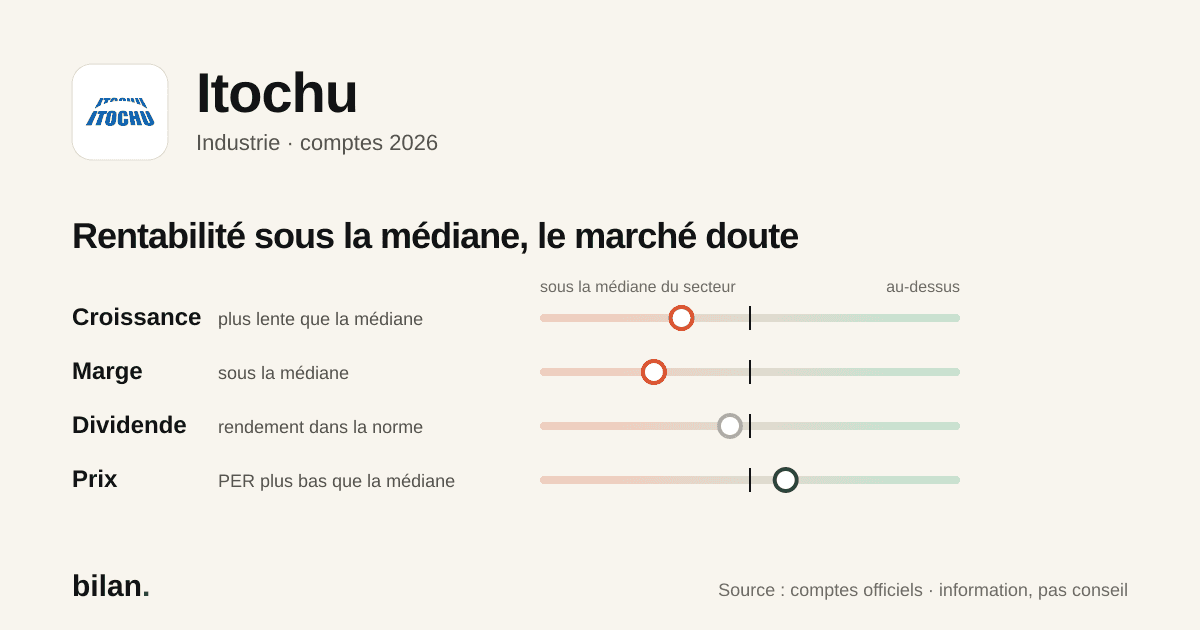 ITOCHU
Itochu
Industrie · comptes 2026
Rentabilité sous la médiane, le marché doute
sous la médiane du secteur au-dessus
Croissance plus lente que la médiane
Marge sous la médiane
Dividende rendement dans la norme
Prix PER plus bas que la médiane
bilan.
Source : comptes officiels · information, pas conseil